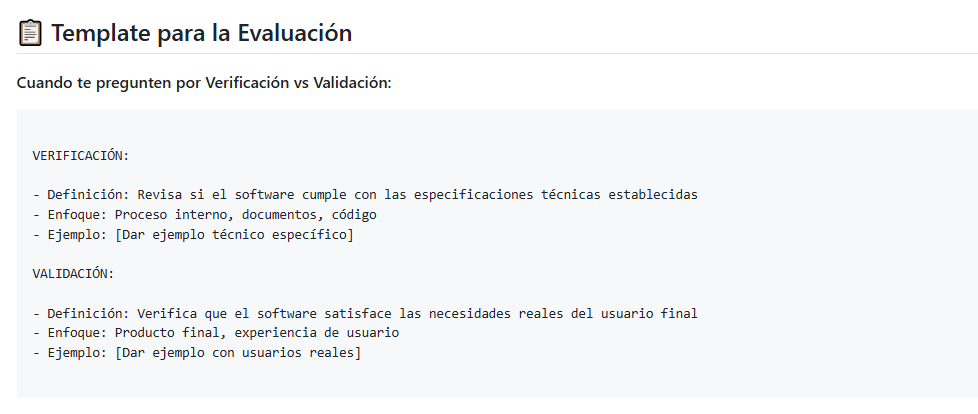 Template para la Evaluación
Cuando te pregunten por Verificación vs Validación:
VERIFICACIÓN:
- Definición: Revisa si el software cumple con las especificaciones técnicas establecidas
- Enfoque: Proceso interno, documentos, código
- Ejemplo: [Dar ejemplo técnico específico]
VALIDACIÓN:
- Definición: Verifica que el software satisface las necesidades reales del usuario final
- Enfoque: Producto final, experiencia de usuario
- Ejemplo: [Dar ejemplo con usuarios reales]